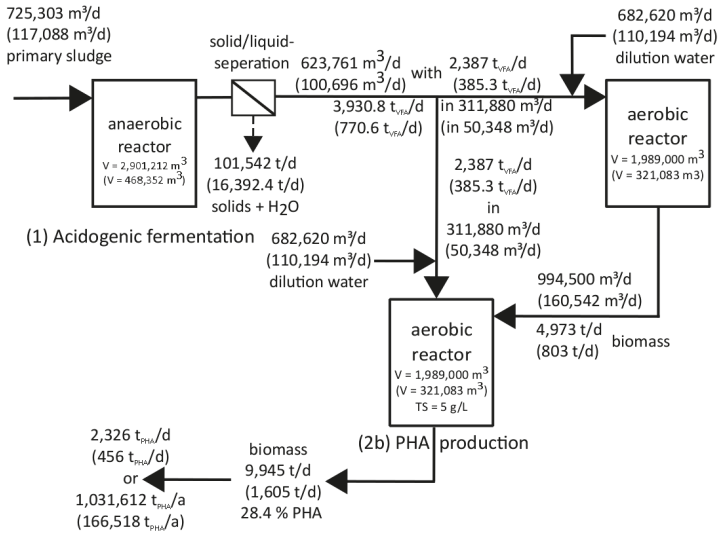 725,303 m³/d
(117,088 m³/d)
primary sludge
anaerobic
reactor
V = 2,901,212 m³
(V = 468,352 m³)
solid/liquid-
seperation
101,542 t/d
(16,392.4 t/d)
solids + H2O
(1) Acidogenic fermentation
623,761 m³/d
(100,696 m³/d)
3,930.8 tVFA/d
(770.6 tVFA/d)
with
2,387 tVFA/d
(385.3 tVFA/d)
in 311,880 m³/d
(in 50,348 m³/d)
682,620 m³/d
(110,194 m³/d)
dilution water
aerobic
reactor
V = 1,989,000 m³
(V = 321,083 m3)
2,387 tVFA/d
(385.3 tVFA/d)
in
311,880 m³/d
(50,348 m³/d)
682,620 m³/d
(110,194 m³/d)
dilution water
994,500 m³/d
(160,542 m³/d)
4,973 t/d
(803 t/d)
biomass
aerobic
reactor
V = 1,989,000 m³
(V = 321,083 m³)
TS = 5 g/L
(2b) PHA production
biomass
9,945 t/d
(1,605 t/d)
28.4 % PHA
2,326 tPHA/d
(456 tPHA/d)
or
1,031,612 tPHA/a
(166,518 tPHA/a)